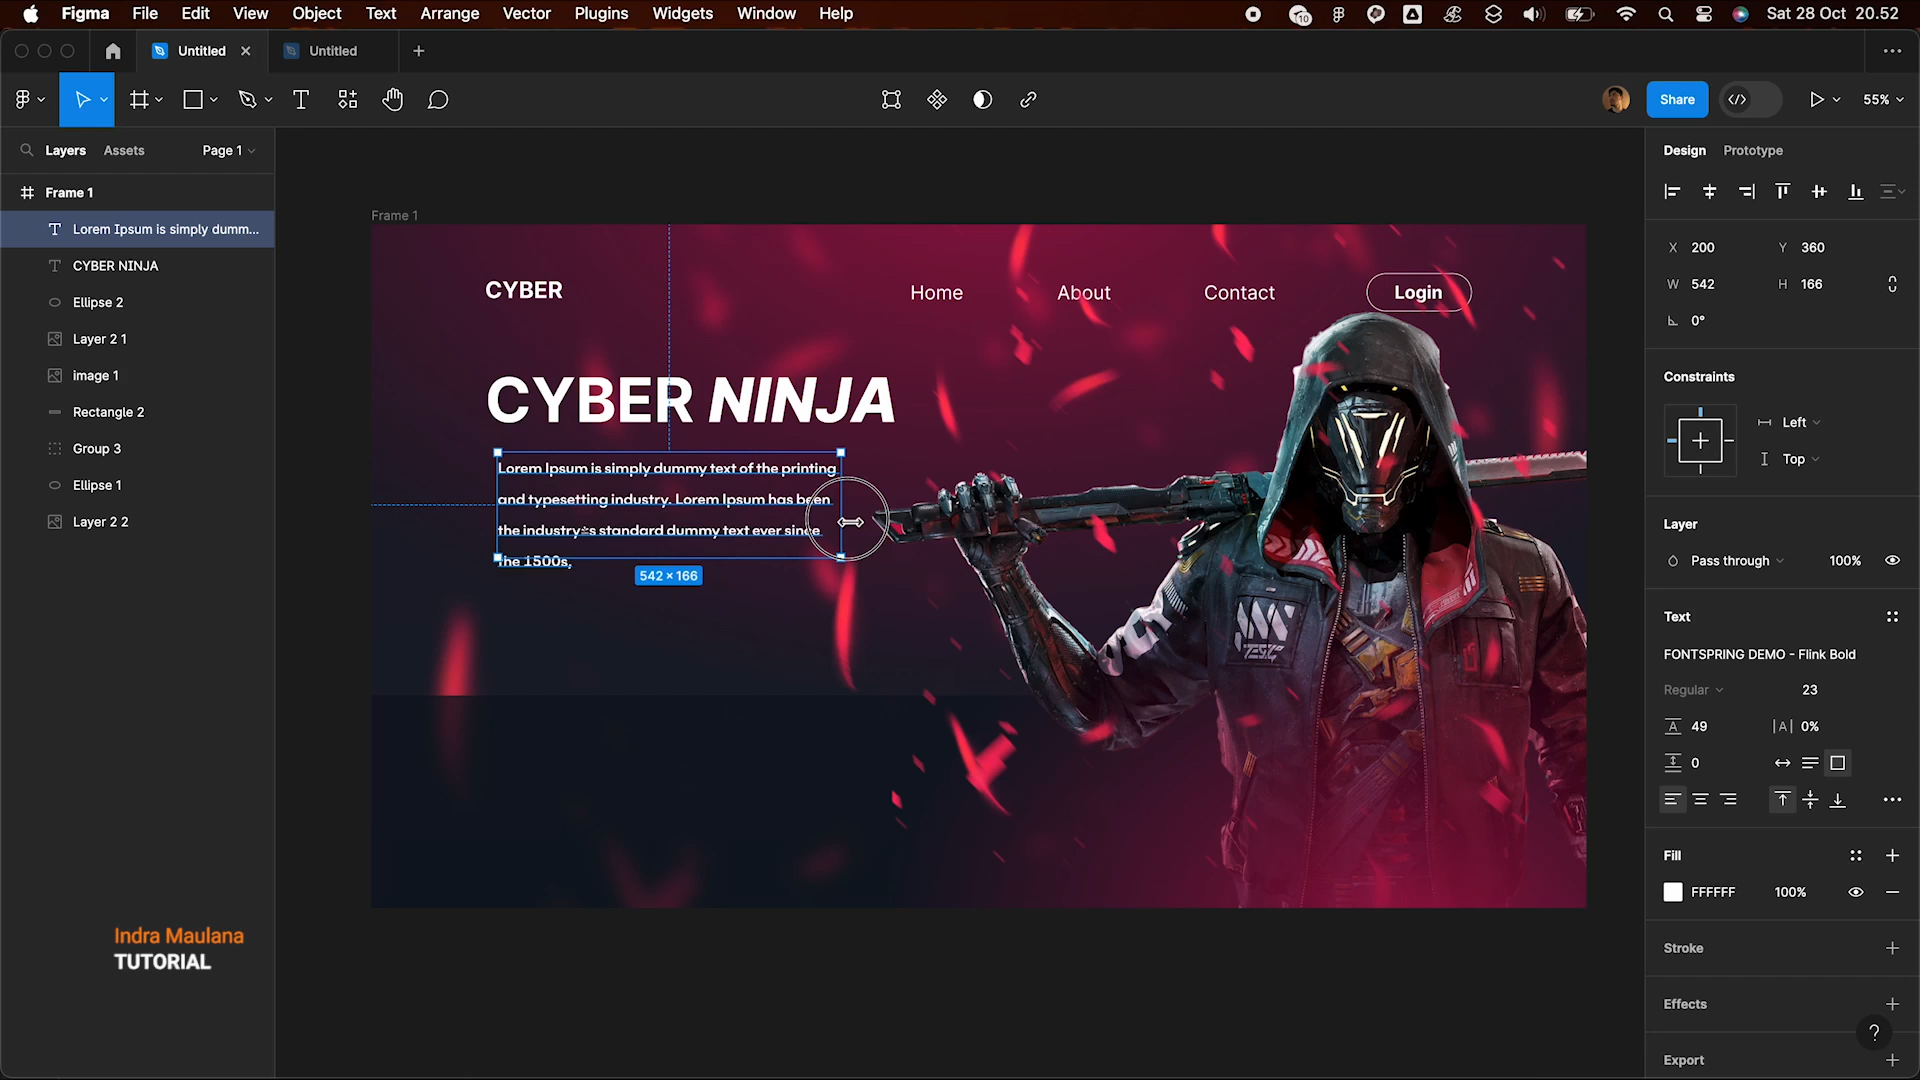 Figma File Edit View Object Text Arrange Vector Plugins Widgets Window Help
10
Sat 28 Oct 20.52
Untitled
Untitled
Share
55%
Layers Assets Page 1
Frame 1
Lorem Ipsum is simply dumm...
CYBER NINJA
Ellipse 2
Layer 2 1
image 1
Rectangle 2
Group 3
Ellipse 1
Layer 2 2
Indra Maulana
TUTORIAL
Frame 1
CYBER
Home
About
Contact
Login
CYBER NINJA
Lorem Ipsum is simply dummy text of the printing
and typesetting industry. Lorem Ipsum has been
the industry's standard dummy text ever since
the 1500s,
542 × 166
Design Prototype
X 200 Y 360
W 542 H 166
0°
Constraints
Left
Top
Layer
Pass through 100%
Text
FONTSPRING DEMO - Flink Bold
Regular 23
A 49 |A| 0%
0
Fill
FFFFFF 100%
Stroke
Effects
?
Export